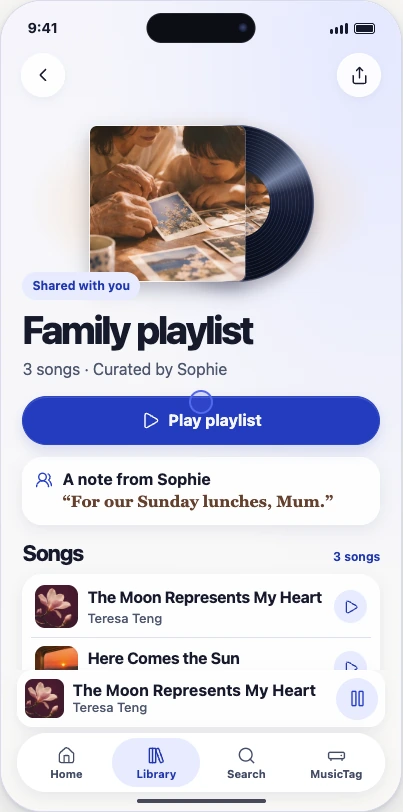 9:41
Shared with you
Family playlist
3 songs · Curated by Sophie
Play playlist
A note from Sophie
“For our Sunday lunches, Mum.”
Songs
3 songs
The Moon Represents My Heart
Teresa Teng
Here Comes the Sun
The Moon Represents My Heart
Teresa Teng
Home
Library
Search
MusicTag